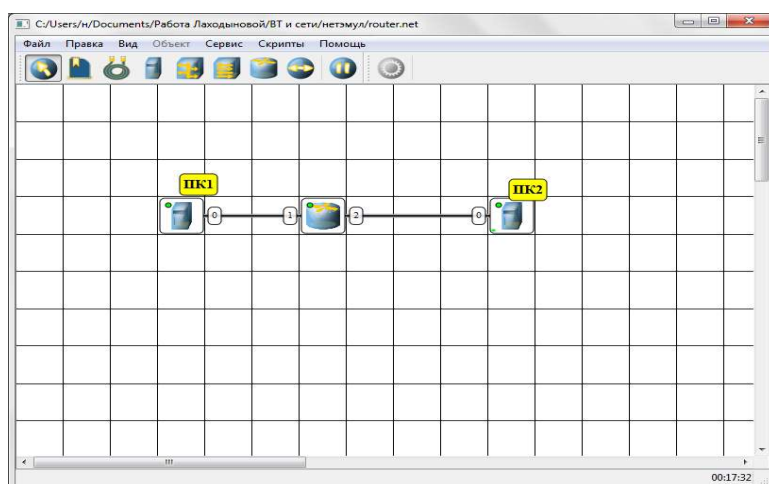 C:/Users/н/Documents/Работа Лаходыновой/ВТ и сети/нетэмул/router.net
Файл Правка Вид Объект Сервис Скрипты Помощь
ПК1
ПК2
0 1 2 0
00:17:32